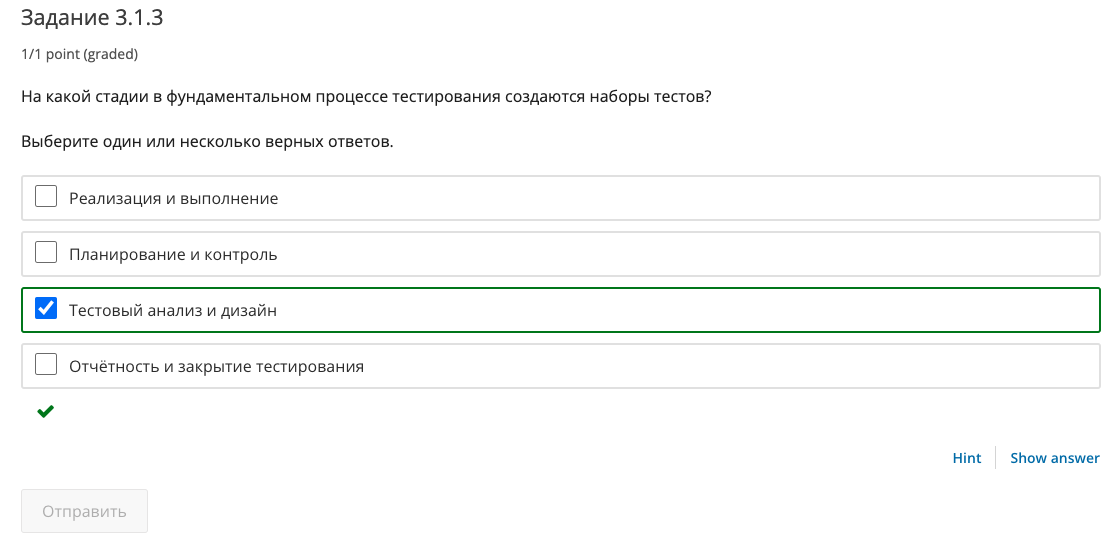 Задание 3.1.3
1/1 point (graded)
На какой стадии в фундаментальном процессе тестирования создаются наборы тестов?
Выберите один или несколько верных ответов.
Реализация и выполнение
Планирование и контроль
Тестовый анализ и дизайн
Отчётность и закрытие тестирования
Hint
Show answer
Отправить